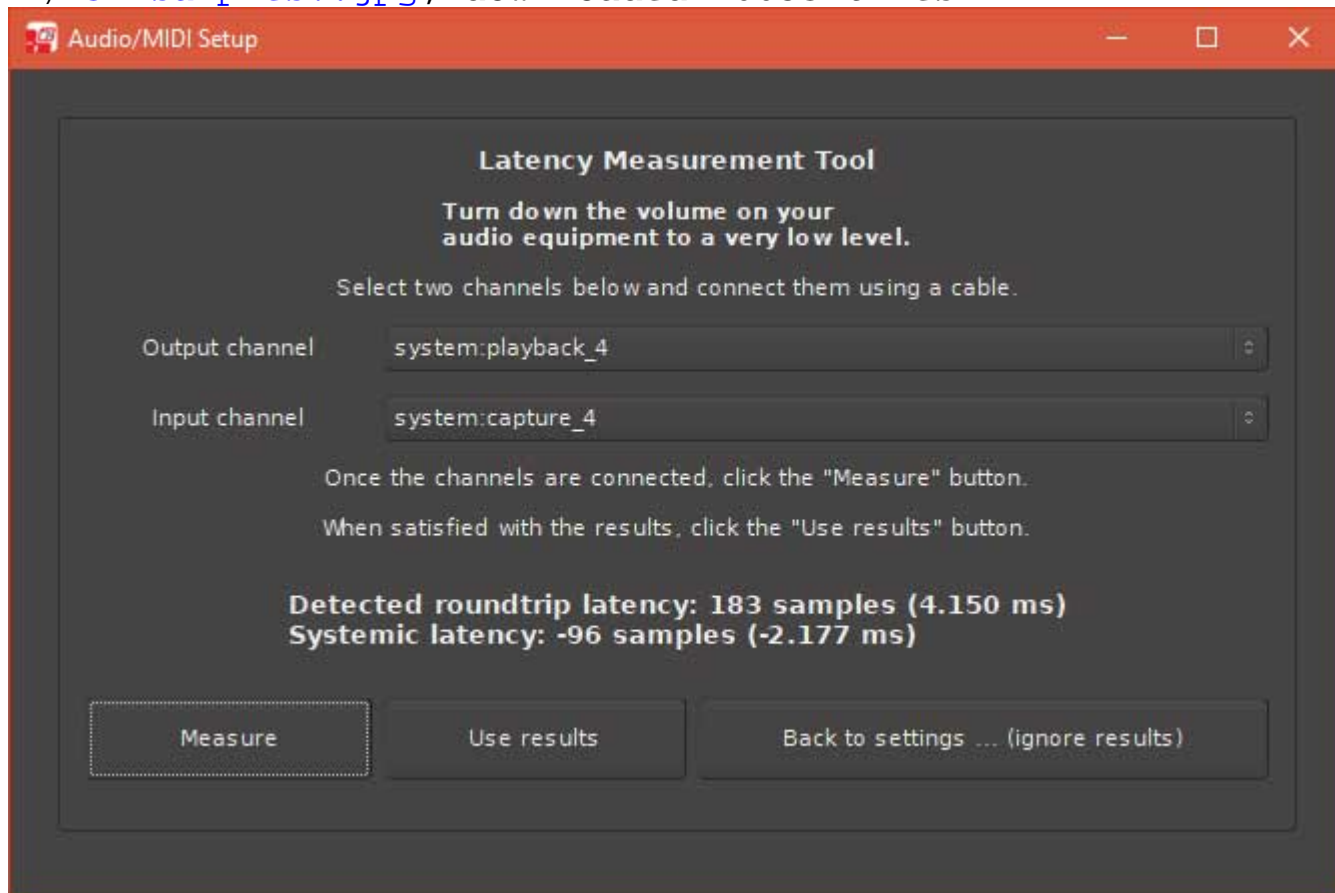 Audio/MIDI Setup
Latency Measurement Tool
Turn down the volume on your
audio equipment to a very low level.
Select two channels below and connect them using a cable.
Output channel system:playback_4
Input channel system:capture_4
Once the channels are connected, click the "Measure" button.
When satisfied with the results, click the "Use results" button.
Detected roundtrip latency: 183 samples (4.150 ms)
Systemic latency: -96 samples (-2.177 ms)
Measure Use results Back to settings ... (ignore results)